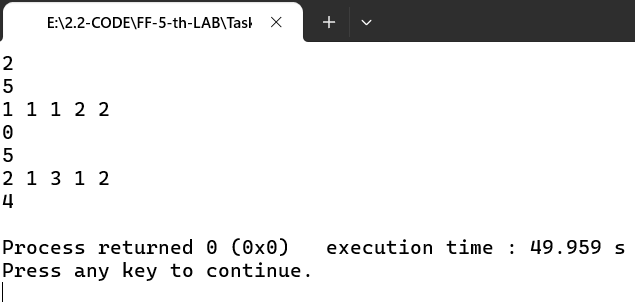 E:\2.2-CODE\FF-5-th-LAB\Task
2
5
1 1 1 2 2
0
5
2 1 3 1 2
4
Process returned 0 (0x0)   execution time : 49.959 s
Press any key to continue.